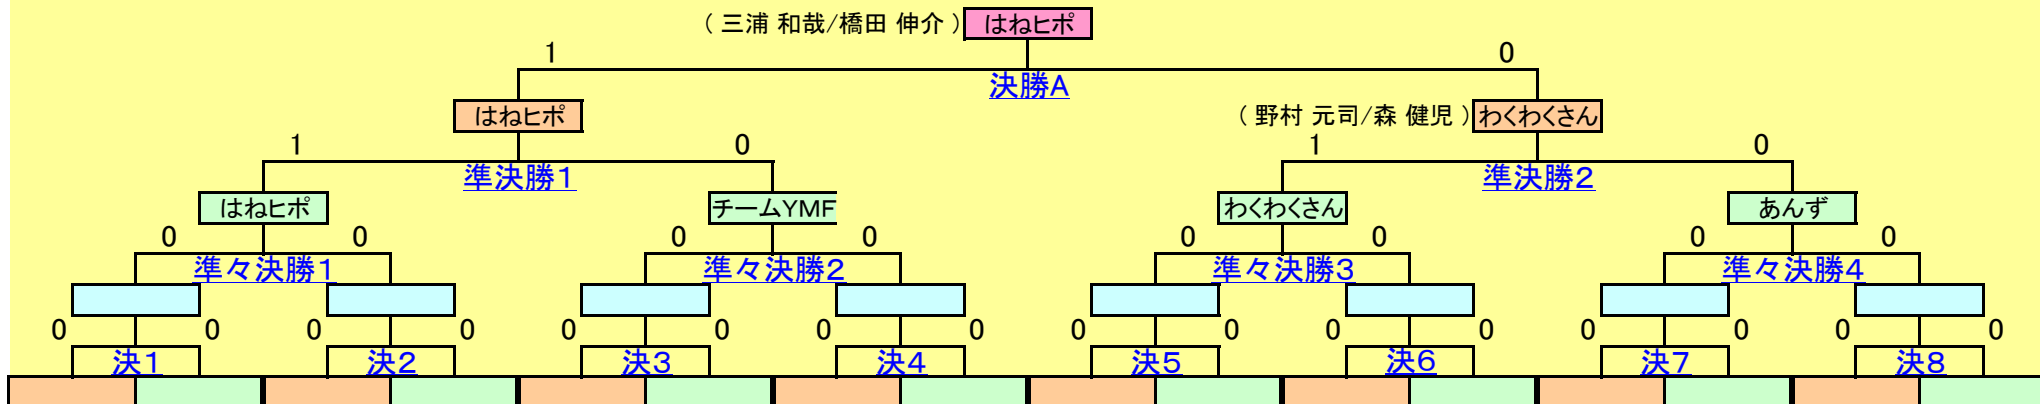 ( 三浦 和哉/橋田 伸介 ) はねヒポ
1 0
決勝A
はねヒポ ( 野村 元司/森 健児 ) わくわくさん
1 0 1 0
準決勝1 準決勝2
はねヒポ チームYMF わくわくさん あんず
0 0 0 0 0 0 0 0
準々決勝1 準々決勝2 準々決勝3 準々決勝4
0 0 0 0 0 0 0 0 0 0 0 0 0 0 0 0
決1 決2 決3 決4 決5 決6 決7 決8